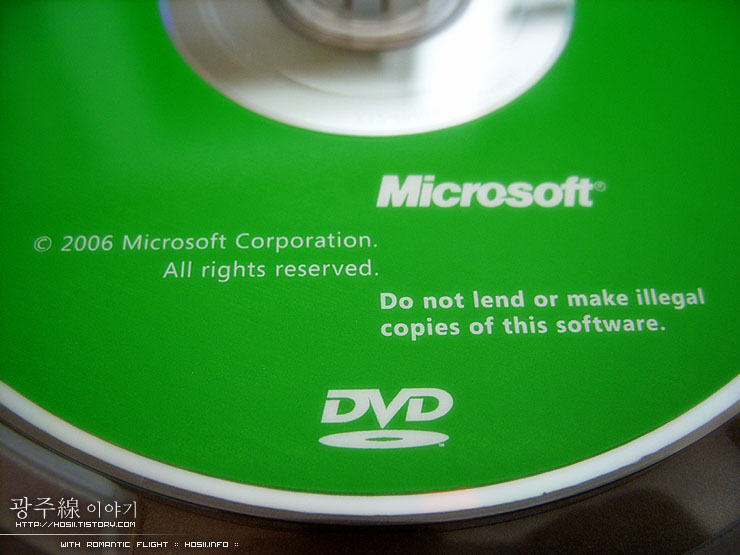 Microsoft®
© 2006 Microsoft Corporation.
All rights reserved.
Do not lend or make illegal
copies of this software.
DVD
광주線 이야기
HTTP://HOSII.TISTORY.COM
WITH ROMANTIC FLIGHT :: HOSII.INFO ::